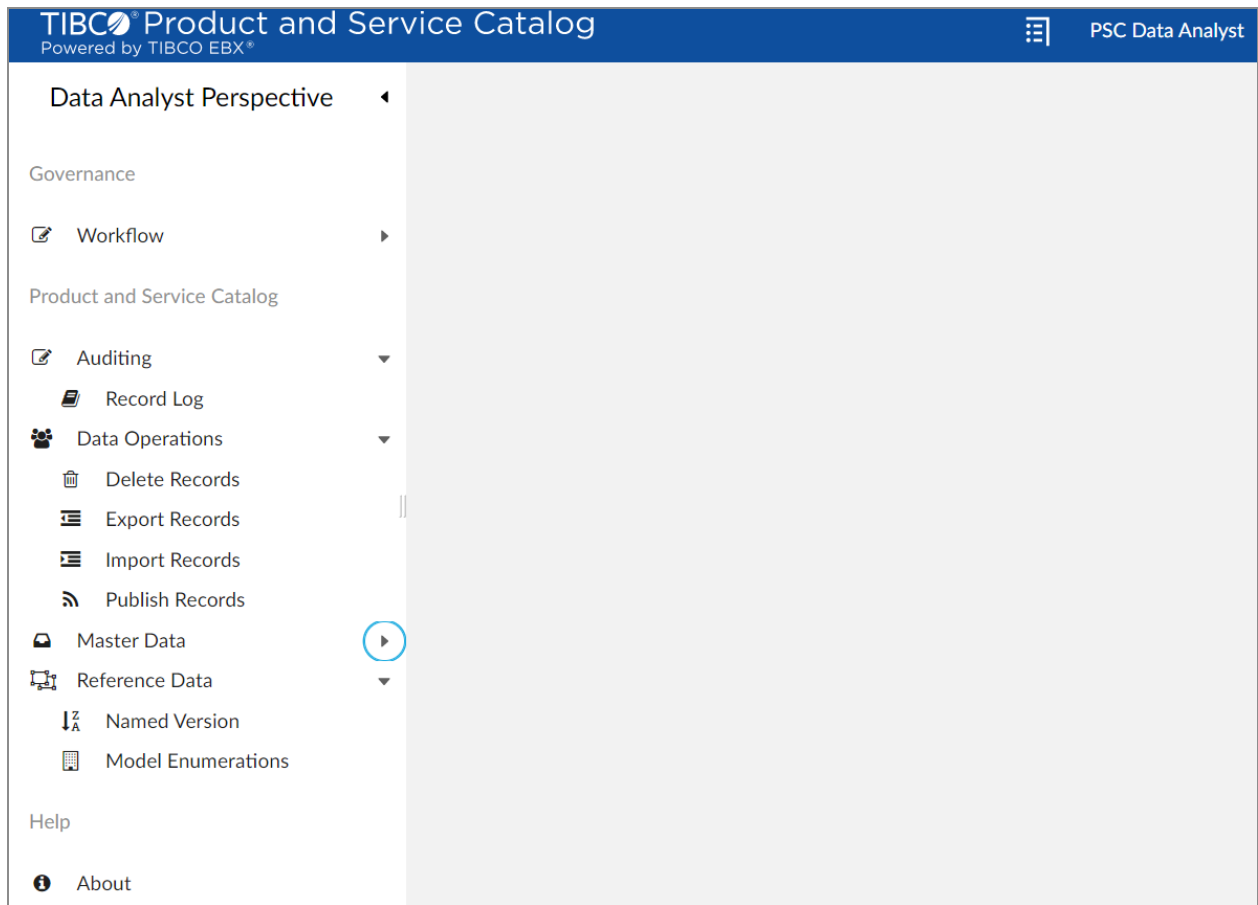 TIBCO® Product and Service Catalog
Powered by TIBCO EBX®
PSC Data Analyst
Data Analyst Perspective
Governance
Workflow
Product and Service Catalog
Auditing
Record Log
Data Operations
Delete Records
Export Records
Import Records
Publish Records
Master Data
Reference Data
Named Version
Model Enumerations
Help
About